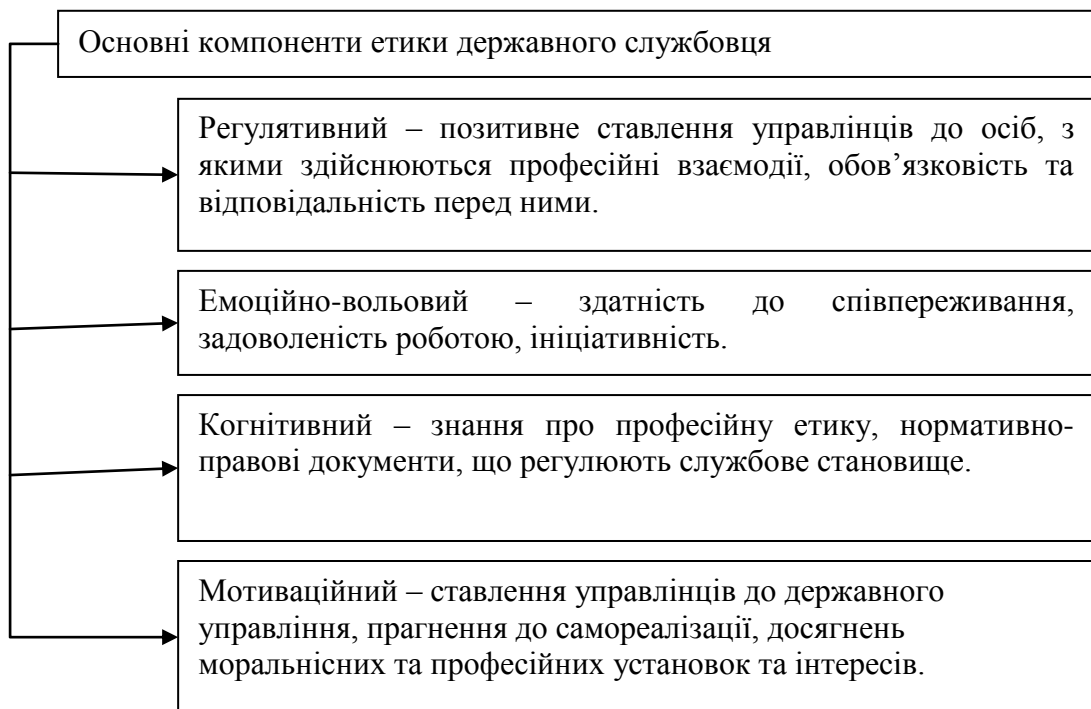 Основні компоненти етики державного службовця
Регулятивний – позитивне ставлення управлінців до осіб, з
якими здійснюються професійні взаємодії, обов’язковість та
відповідальність перед ними.
Емоційно-вольовий – здатність до співпереживання,
задоволеність роботою, ініціативність.
Когнітивний – знання про професійну етику, нормативно-
правові документи, що регулюють службове становище.
Мотиваційний – ставлення управлінців до державного
управління, прагнення до самореалізації, досягнень
моральнісних та професійних установок та інтересів.